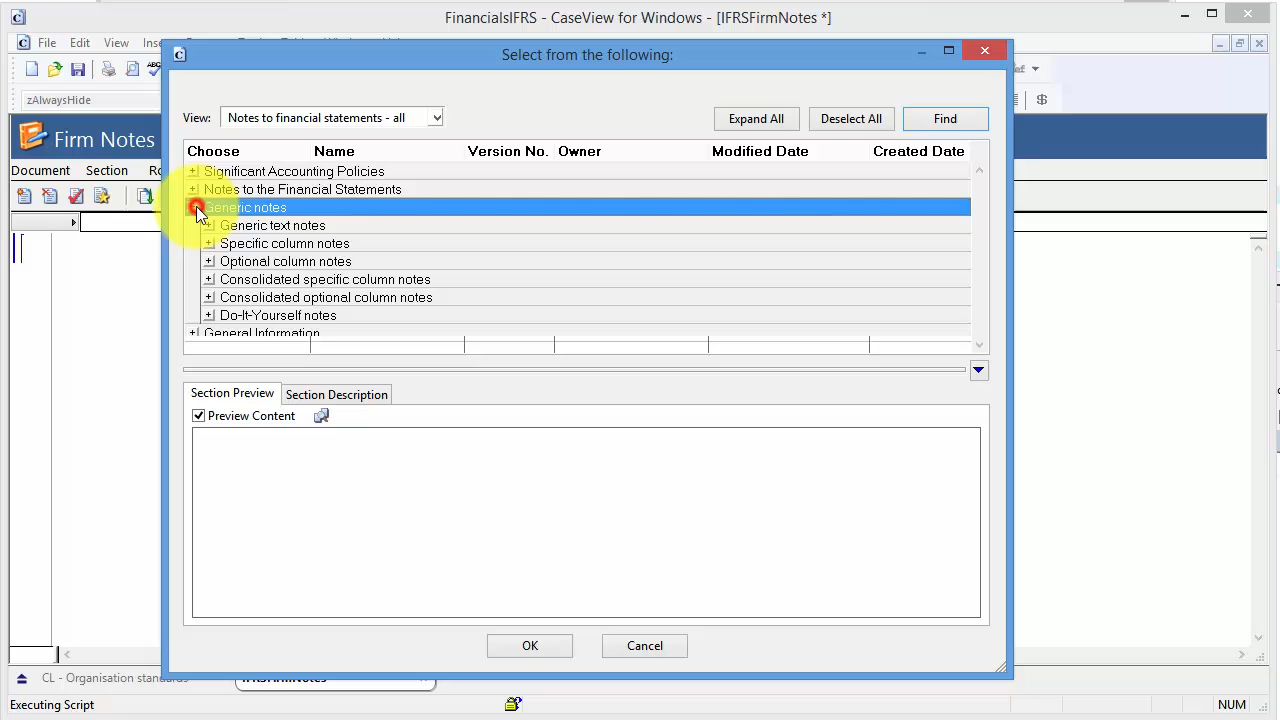 FinancialsIFRS - CaseView for Windows - [IFRSFirmNotes *]
File Edit View
Select from the following:
zAlwaysHide
View: Notes to financial statements - all
Expand All Deselect All Find
Firm Notes
Choose Name Version No. Owner Modified Date Created Date
Document Section
Significant Accounting Policies
Notes to the Financial Statements
Generic notes
Generic text notes
Specific column notes
Optional column notes
Consolidated specific column notes
Consolidated optional column notes
Do-It-Yourself notes
General Information
Section Preview Section Description
Preview Content
OK Cancel
CL - Organisation standards IFRSFirmNotes
Executing Script NUM